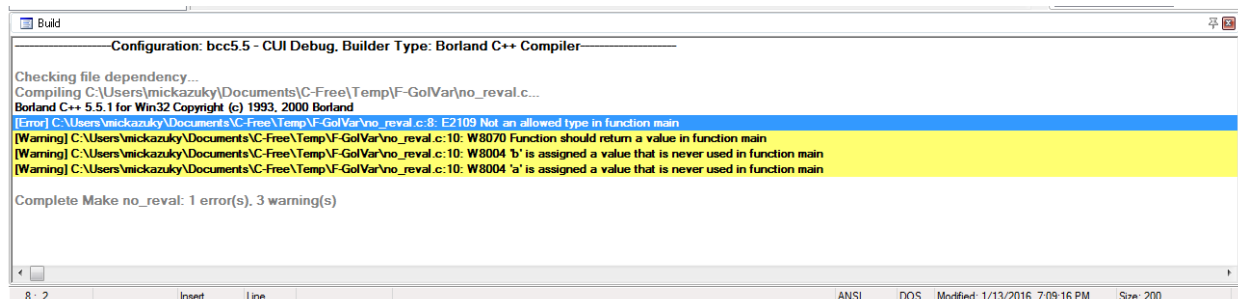 Build
--------------------Configuration: bcc5.5 - CUI Debug, Builder Type: Borland C++ Compiler--------------------
Checking file dependency...
Compiling C:\Users\mickazuky\Documents\C-Free\Temp\F-GolVar\no_reval.c...
Borland C++ 5.5.1 for Win32 Copyright (c) 1993, 2000 Borland
[Error] C:\Users\mickazuky\Documents\C-Free\Temp\F-GolVar\no_reval.c:8: E2109 Not an allowed type in function main
[Warning] C:\Users\mickazuky\Documents\C-Free\Temp\F-GolVar\no_reval.c:10: W8070 Function should return a value in function main
[Warning] C:\Users\mickazuky\Documents\C-Free\Temp\F-GolVar\no_reval.c:10: W8004 'b' is assigned a value that is never used in function main
[Warning] C:\Users\mickazuky\Documents\C-Free\Temp\F-GolVar\no_reval.c:10: W8004 'a' is assigned a value that is never used in function main
Complete Make no_reval: 1 error(s), 3 warning(s)
8 : 2 Insert Line ANSI DOS Modified: 1/13/2016 7:09:16 PM Size: 200